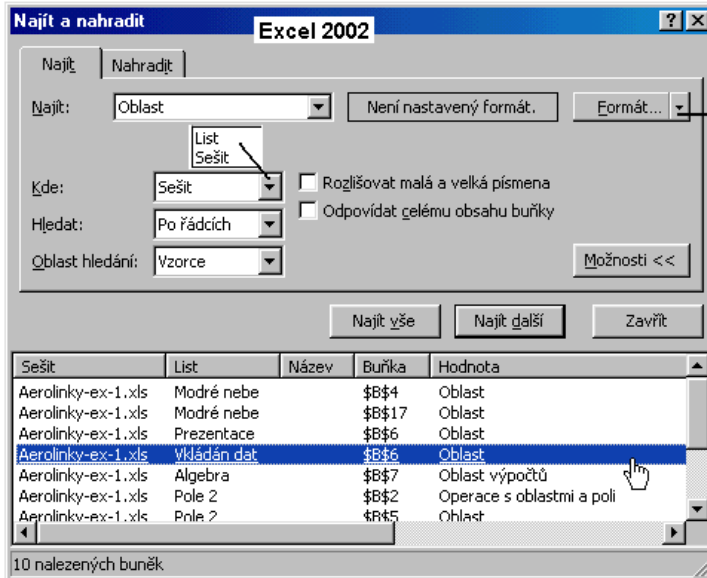 Najít a nahradit
Excel 2002
Najít Nahradit
Najít: Oblast Není nastavený formát. Formát...
List
Sešit
Kde: Sešit Rozlišovat malá a velká písmena
Hledat: Po řádcích Odpovídat celému obsahu buňky
Oblast hledání: Vzorce Možnosti <<
Najít vše Najít další Zavřít
Sešit List Název Buňka Hodnota
Aerolinky-ex-1.xls Modré nebe $B$4 Oblast
Aerolinky-ex-1.xls Modré nebe $B$17 Oblast
Aerolinky-ex-1.xls Prezentace $B$6 Oblast
Aerolinky-ex-1.xls Vkládán dat $B$6 Oblast
Aerolinky-ex-1.xls Algebra $B$7 Oblast výpočtů
Aerolinky-ex-1.xls Pole 2 $B$2 Operace s oblastmi a poli
Aerolinky-ex-1.xls Pole 2 $B$5 Oblast
10 nalezených buněk